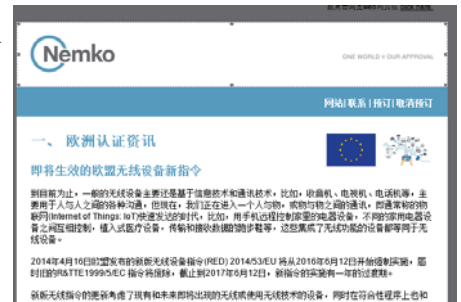 Nemko
ONE WORLD = OUR APPROVAL
网站|联系 | 预订|取消预订
一、 欧洲认证资讯
即将生效的欧盟无线设备新指令
到目前为止，一般的无线设备主要还是基于信息技术和通讯技术，比如，收音机、电视机、电话机等，主
要用于人与人之间的各种沟通，但现在，我们正在进入一个人与物，或物与物之间的通讯，即通常称的物
联网(Internet of Things: IoT)快速发达的时代，比如，用手机远程控制家里的电器设备，不同的家用电器设
备之间互相控制，植入式医疗设备，传输和接收数据的跑步鞋等，这些集成了无线功能的设备都等同于无
线设备。
2014年4月16日欧盟发布的新版无线设备指令(RED) 2014/53/EU 将从2016年6月12日开始强制实施，届
时旧的R&TTE1999/5/EC 指令将废除，截止到2017年6月12日，新指令的实施有一年的过渡期。
新版无线指令的更新考虑了现有和未来即将出现的无线或使用无线技术的设备，同时在符合性程序上也和